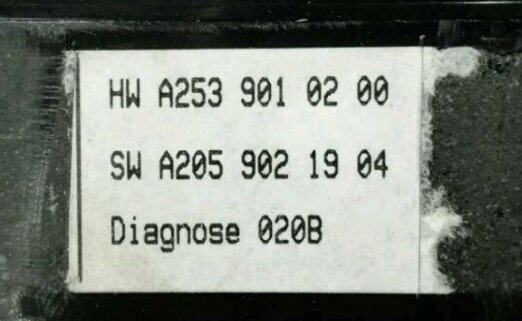 HW A253 901 02 00
SW A205 902 19 04
Diagnose 020B